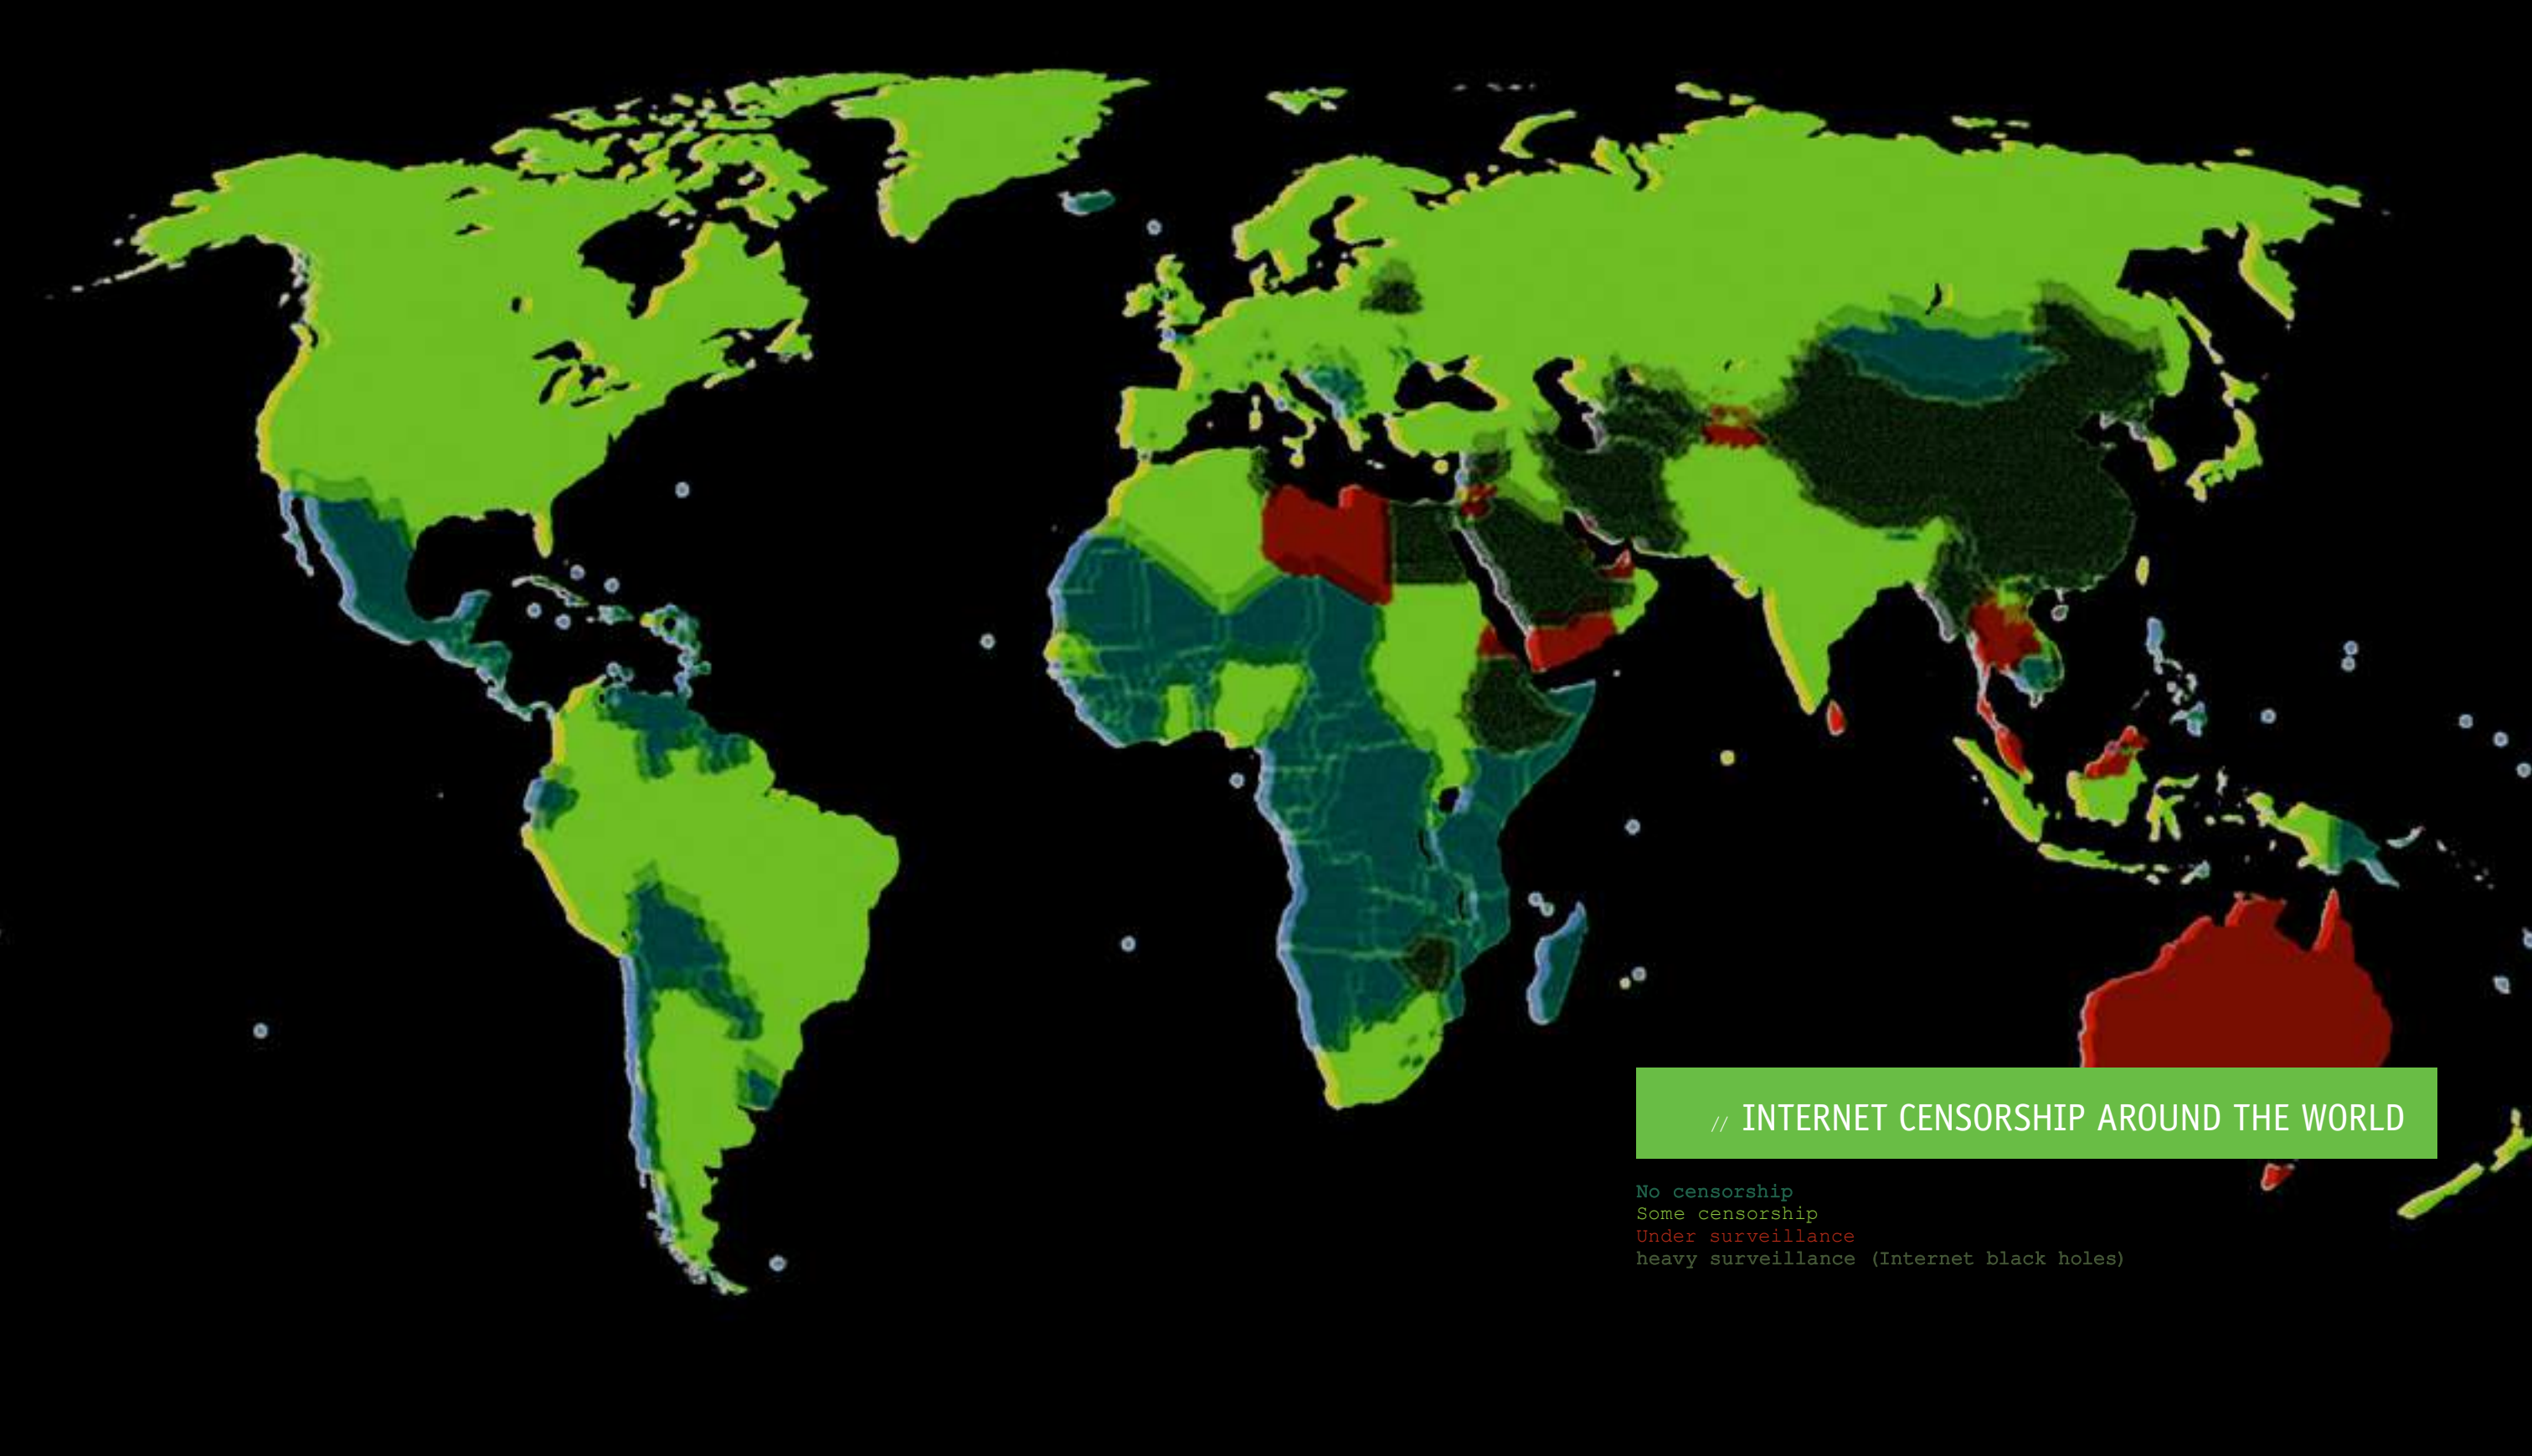 // INTERNET CENSORSHIP AROUND THE WORLD
No censorship
Some censorship
Under surveillance
heavy surveillance (Internet black holes)